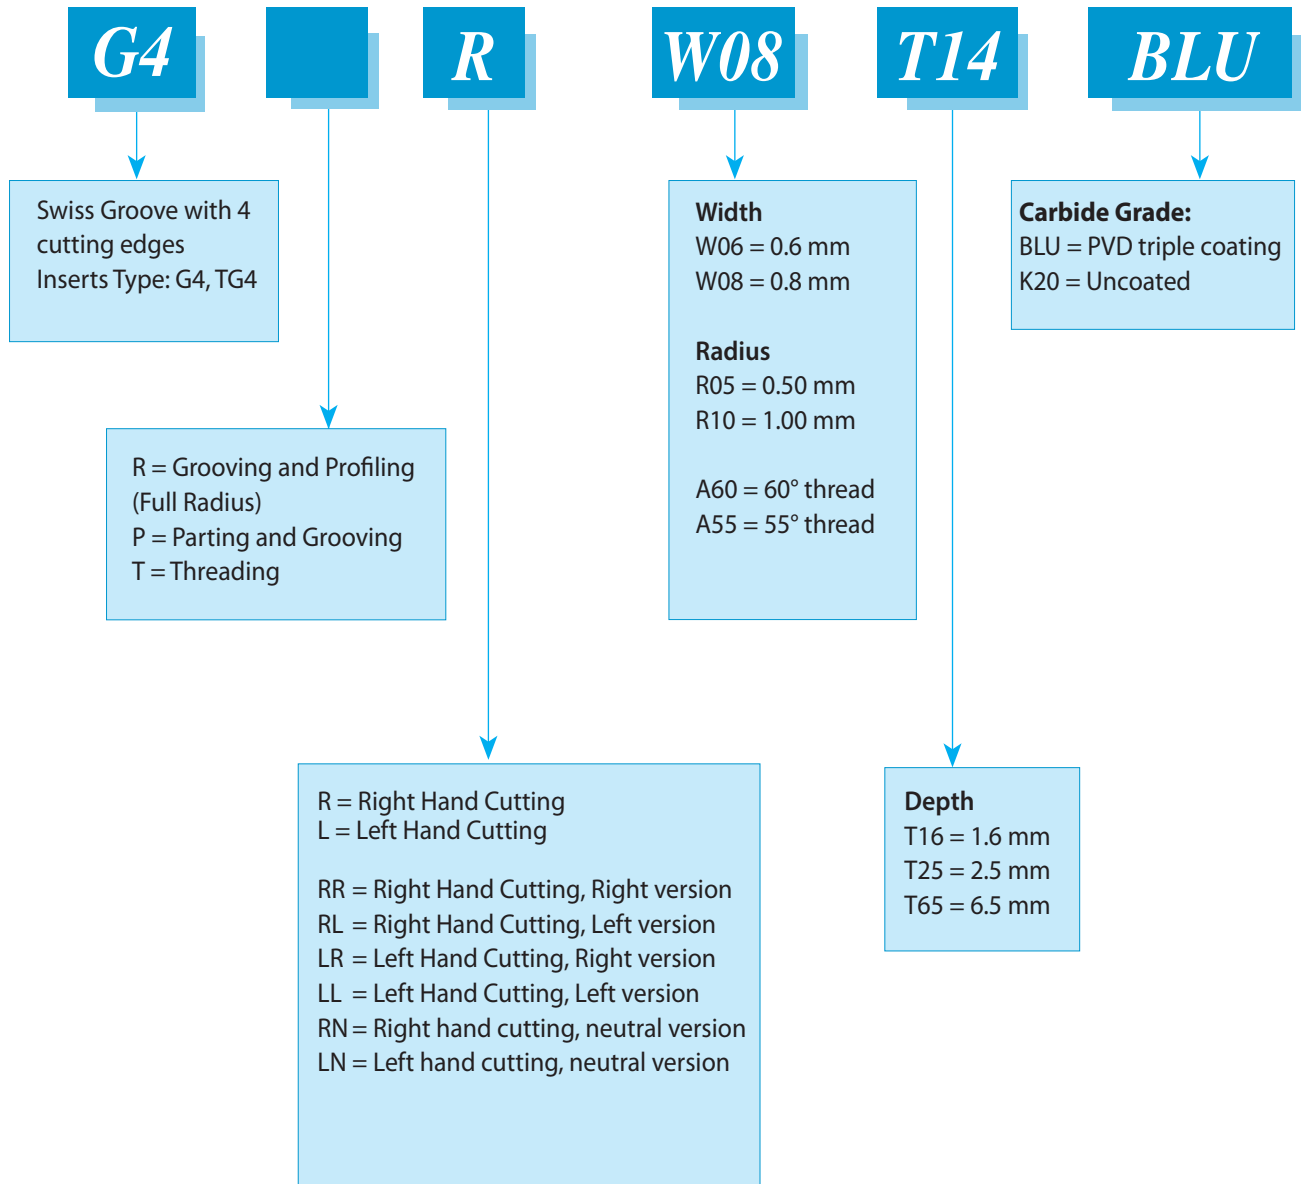 G4
R
W08
T14
BLU
Swiss Groove with 4
cutting edges
Inserts Type: G4, TG4
R = Grooving and Profiling
(Full Radius)
P = Parting and Grooving
T = Threading
R = Right Hand Cutting
L = Left Hand Cutting
RR = Right Hand Cutting, Right version
RL = Right Hand Cutting, Left version
LR = Left Hand Cutting, Right version
LL = Left Hand Cutting, Left version
RN = Right hand cutting, neutral version
LN = Left hand cutting, neutral version
Width
W06 = 0.6 mm
W08 = 0.8 mm
Radius
R05 = 0.50 mm
R10 = 1.00 mm
A60 = 60° thread
A55 = 55° thread
Depth
T16 = 1.6 mm
T25 = 2.5 mm
T65 = 6.5 mm
Carbide Grade:
BLU = PVD triple coating
K20 = Uncoated